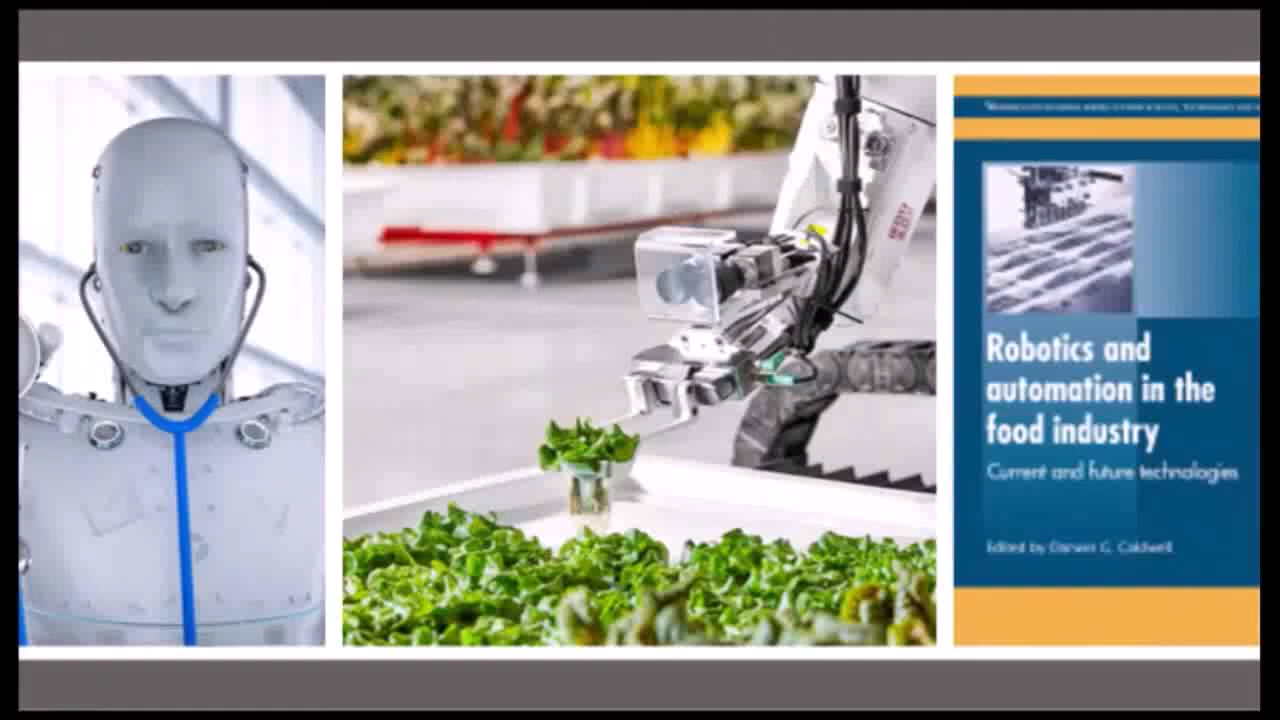 Robotics and
automation in the
food industry
Current and future technologies
Edited by Darwin G. Caldwell